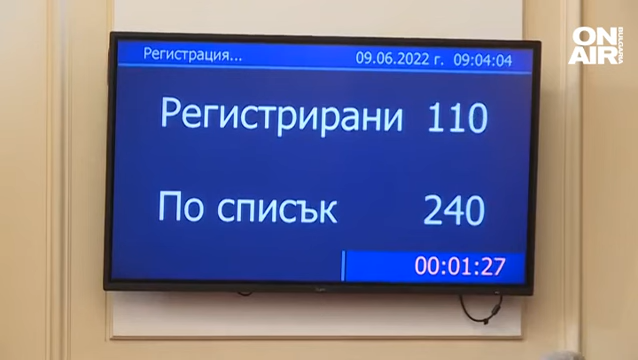 Регистрация... 09.06.2022 г. 09:04:04
Регистрирани 110
По списък 240
00:01:27
ON AIR
BULGARIA